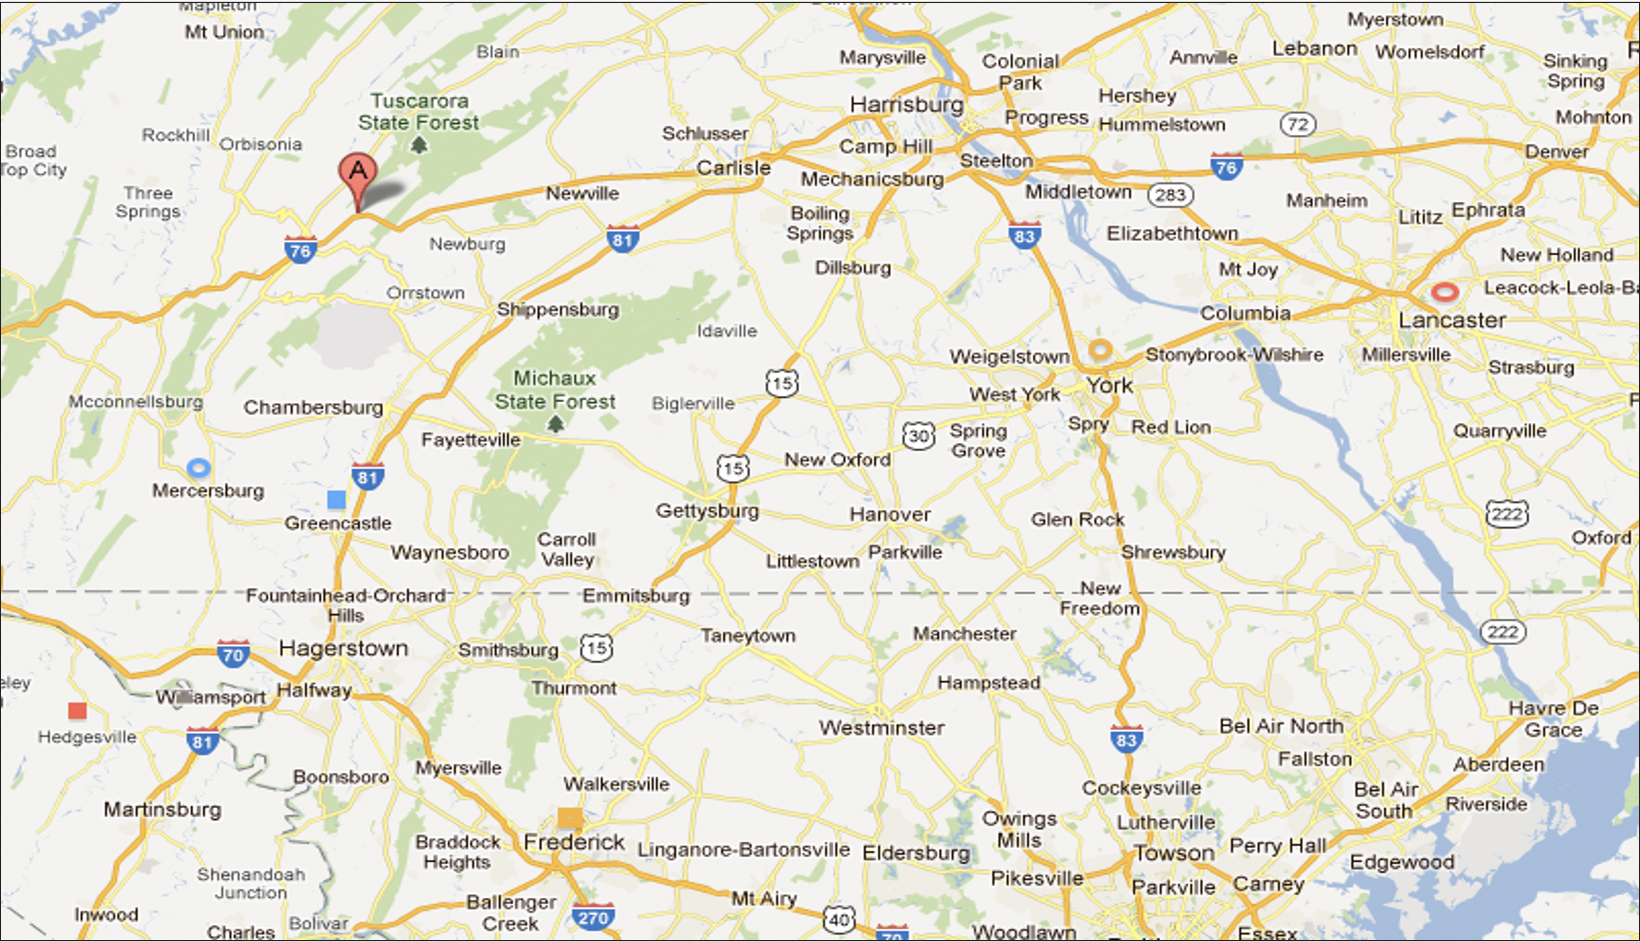 Mapleton
Mt Union
Blain
Duncannon
Marysville
Colonial
Park
Annville
Myerstown
Lebanon
Womelsdorf
Sinking
Spring
Tuscarora
State Forest
Harrisburg
Hershey
Progress
Hummelstown
72
Mohnton
Rockhill
Orbisonia
Schlusser
Camp Hill
Broad
Top City
A
Carlisle
Mechanicsburg
Steelton
76
Denver
Three
Springs
Newville
Middletown
283
Manheim
Lititz
Ephrata
Boiling
Springs
76
Newburg
81
83
Elizabethtown
New Holland
Dillsburg
Mt Joy
Orrstown
Shippensburg
Leacock-Leola-Ba
Columbia
Lancaster
Idaville
Weigelstown
Stonybrook-Wilshire
Millersville
Strasburg
Michaux
State Forest
15
West York
York
Mcconnellsburg
Chambersburg
Biglerville
Fayetteville
30
Spring
Grove
Spry
Red Lion
Quarryville
15
New Oxford
81
Mercersburg
Greencastle
Gettysburg
Hanover
Glen Rock
222
Oxford
Waynesboro
Carroll
Valley
Littlestown
Parkville
Shrewsbury
Fountainhead-Orchard
Hills
Emmitsburg
New
Freedom
70
Hagerstown
Smithsburg
15
Taneytown
Manchester
222
eley
Williamsport
Halfway
Thurmont
Hampstead
Hedgesville
81
Westminster
83
Bel Air North
Havre De
Grace
Fallston
Aberdeen
Boonsboro
Myersville
Walkersville
Cockeysville
Bel Air
South
Riverside
Martinsburg
Braddock
Heights
Frederick
Linganore-Bartonsville
Eldersburg
Owings
Mills
Lutherville
Towson
Perry Hall
Edgewood
Shenandoah
Junction
Pikesville
Parkville
Carney
Inwood
Bolivar
Charles
Ballenger
Creek
270
Mt Airy
40
70
Woodlawn
Essex